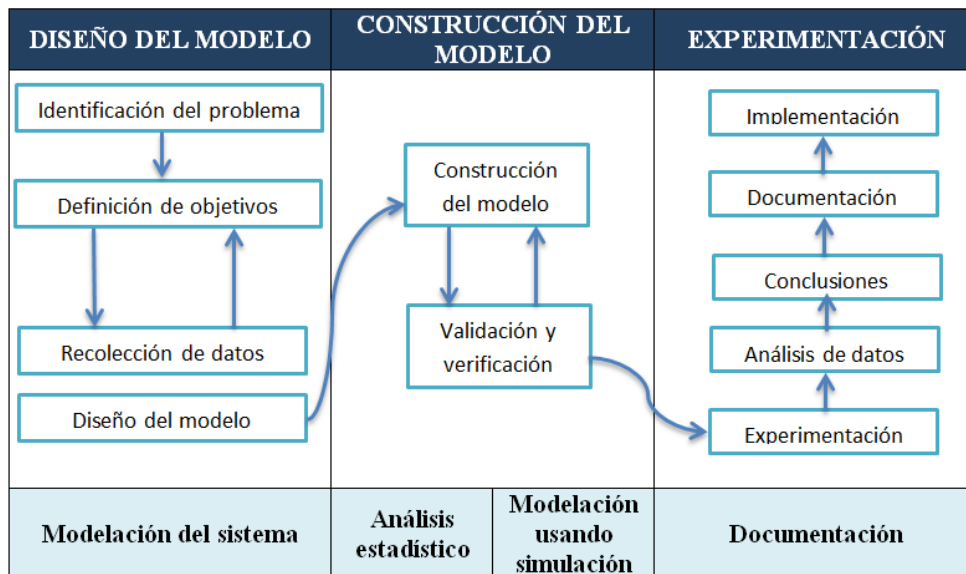 DISEÑO DEL MODELO
CONSTRUCCIÓN DEL
MODELO
EXPERIMENTACIÓN
Identificación del problema
Definición de objetivos
Recolección de datos
Diseño del modelo
Construcción
del modelo
Validación y
verificación
Implementación
Documentación
Conclusiones
Análisis de datos
Experimentación
Modelación del sistema
Análisis
estadístico
Modelación
usando
simulación
Documentación